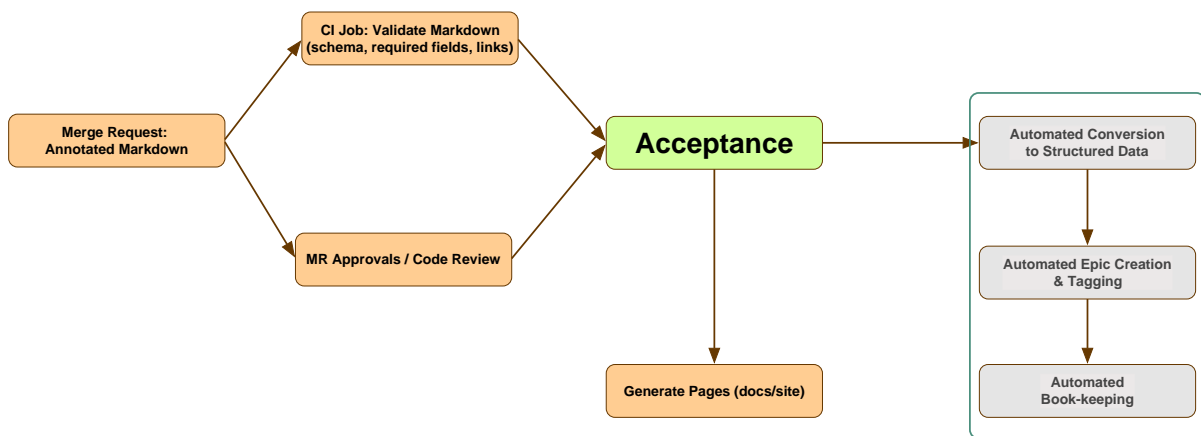 CI Job: Validate Markdown
(schema, required fields, links)
Merge Request:
Annotated Markdown
MR Approvals / Code Review
Acceptance
Generate Pages (docs/site)
Automated Conversion
to Structured Data
Automated Epic Creation
& Tagging
Automated
Book-keeping